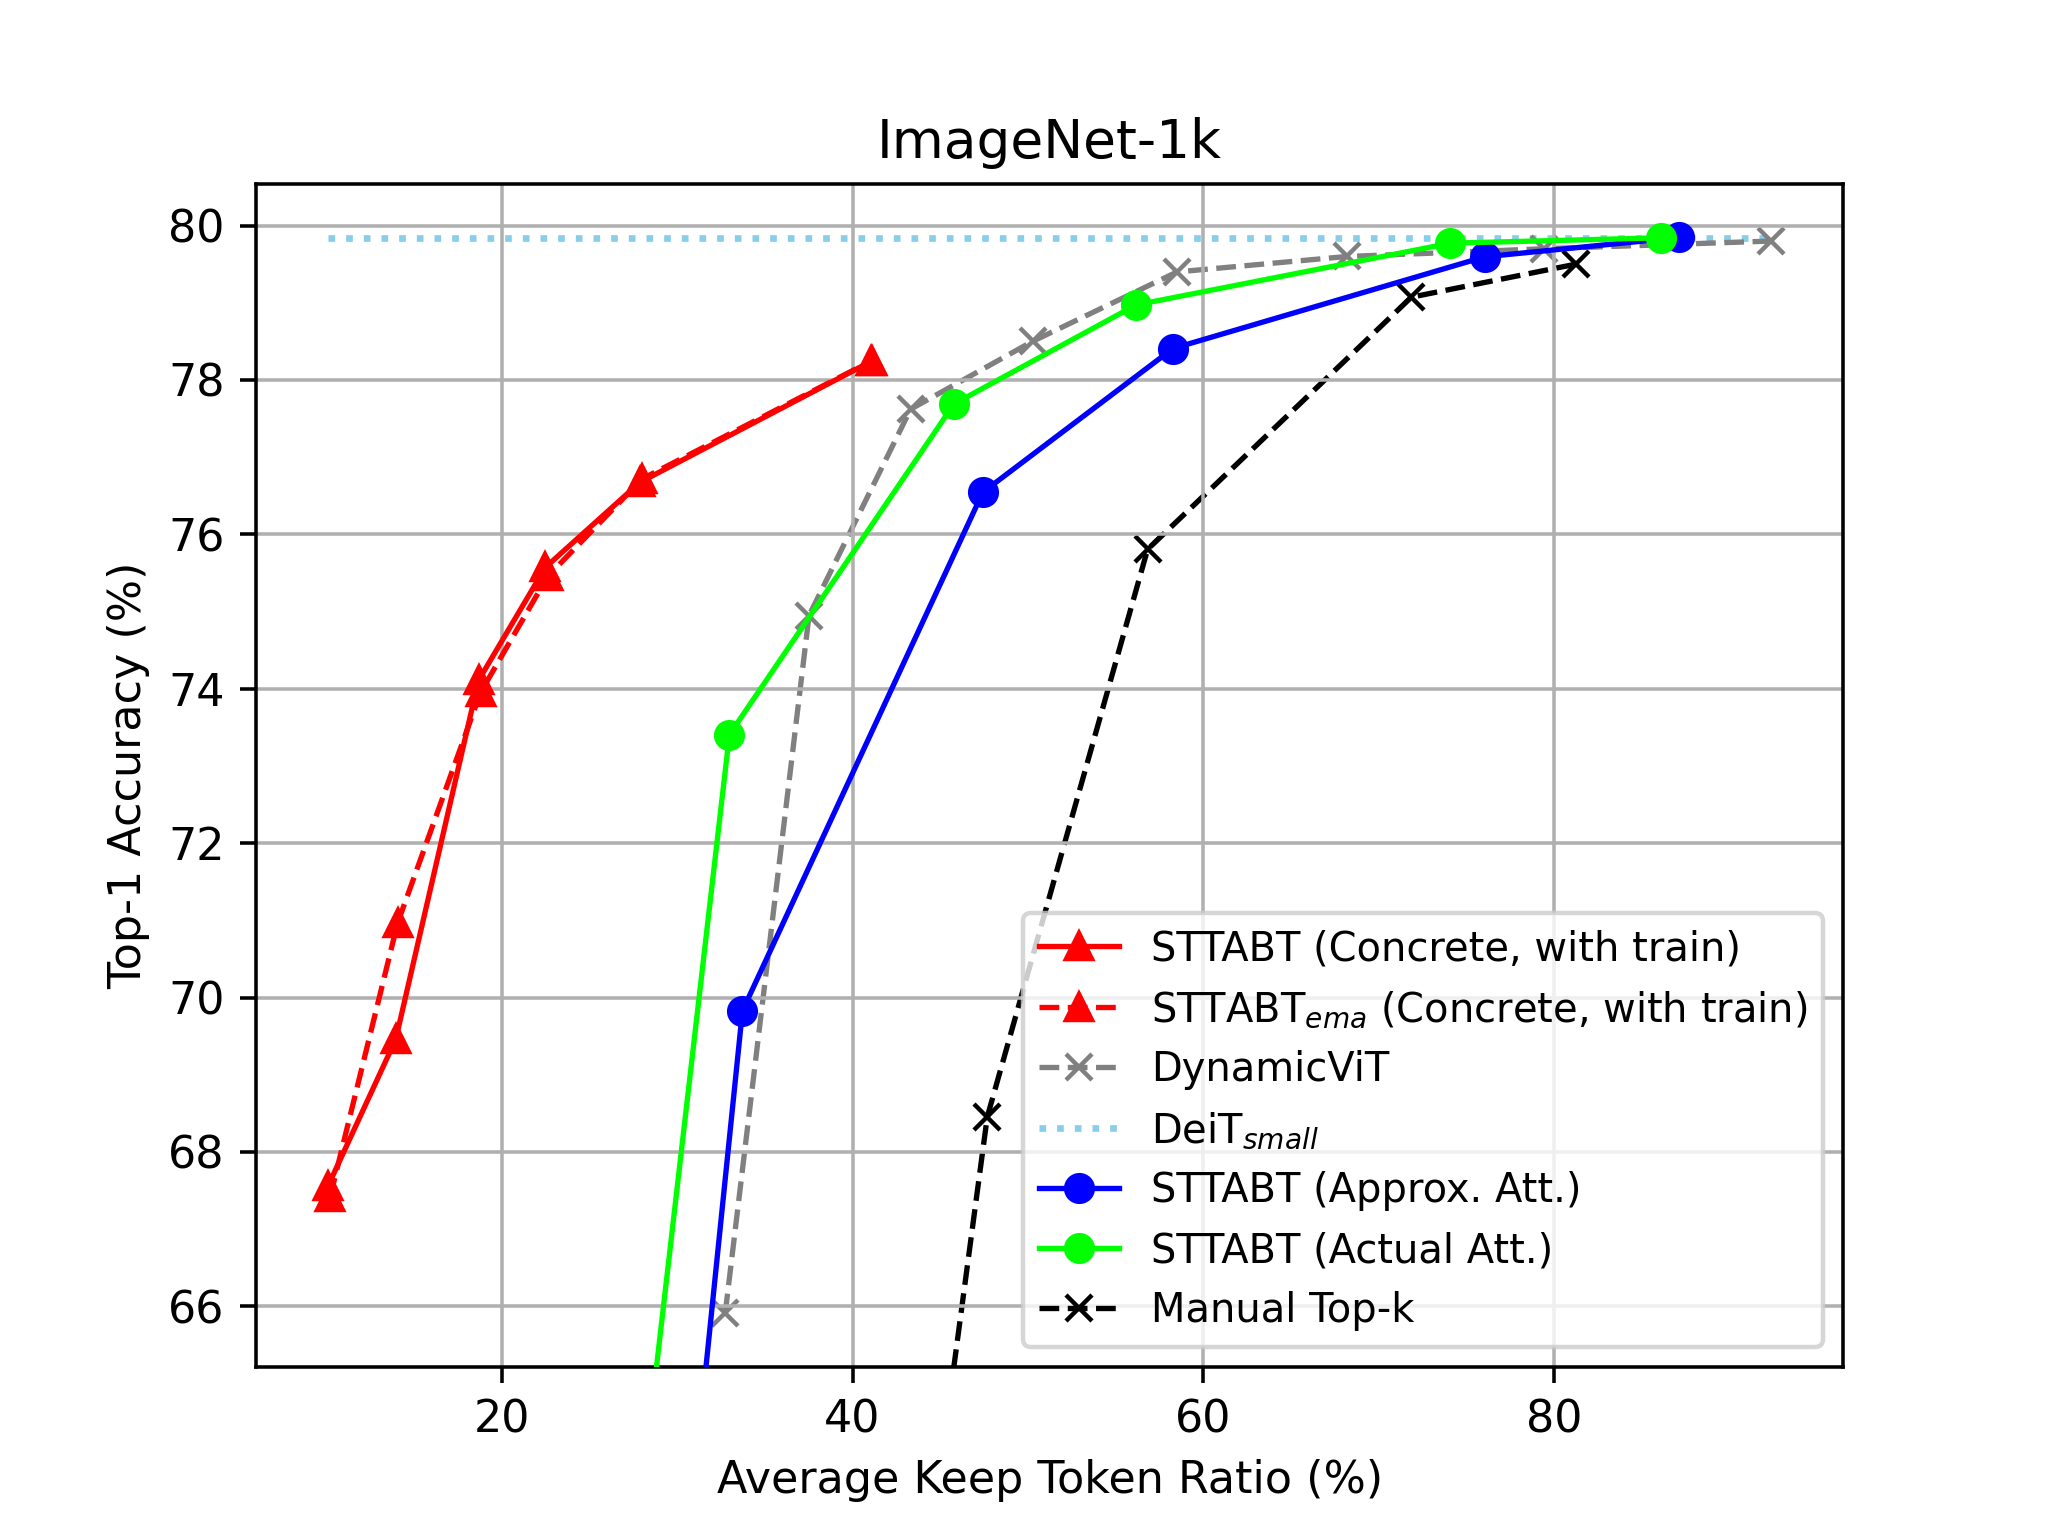 ImageNet-1k
80
78
76
74
72
70
68
66
Top-1 Accuracy (%)
STTABT (Concrete, with train)
STTABTema (Concrete, with train)
DynamicViT
DeiTsmall
STTABT (Approx. Att.)
STTABT (Actual Att.)
Manual Top-k
20 40 60 80
Average Keep Token Ratio (%)